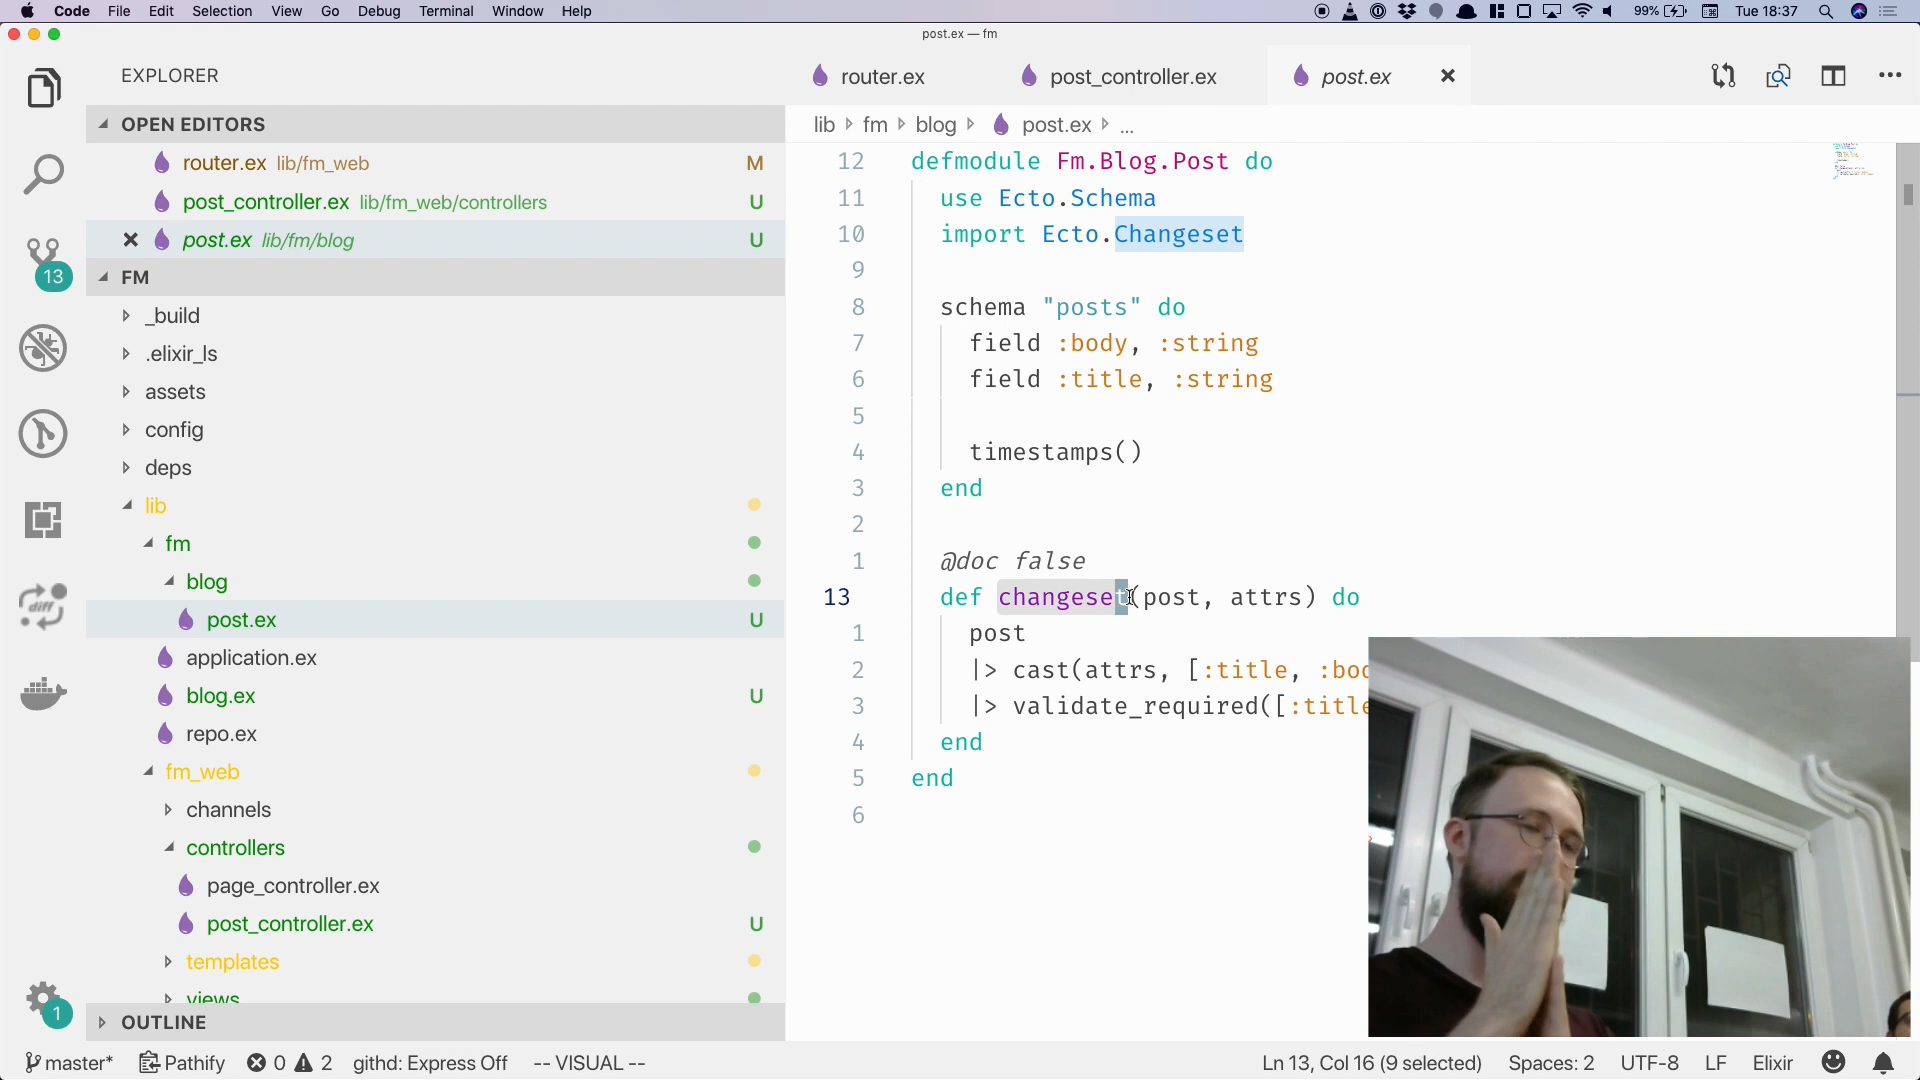 Code File Edit Selection View Go Debug Terminal Window Help 99% Tue 18:37
post.ex — fm
EXPLORER
OPEN EDITORS
router.ex lib/fm_web M
post_controller.ex lib/fm_web/controllers U
post.ex lib/fm/blog U
13
FM
_build
.elixir_ls
assets
config
deps
lib
fm
blog
post.ex U
application.ex
blog.ex U
repo.ex
fm_web
channels
controllers
page_controller.ex
post_controller.ex U
templates
views
diff
1
OUTLINE
router.ex post_controller.ex post.ex
lib fm blog post.ex ...
12 defmodule Fm.Blog.Post do
11 use Ecto.Schema
10 import Ecto.Changeset
9
8 schema "posts" do
7 field :body, :string
6 field :title, :string
5
4 timestamps()
3 end
2
1 @doc false
13 def changeset(post, attrs) do
1 post
2 |> cast(attrs, [:title, :bo
3 |> validate_required([:title
4 end
5 end
6
master* Pathify 0 2 githd: Express Off -- VISUAL -- Ln 13, Col 16 (9 selected) Spaces: 2 UTF-8 LF Elixir